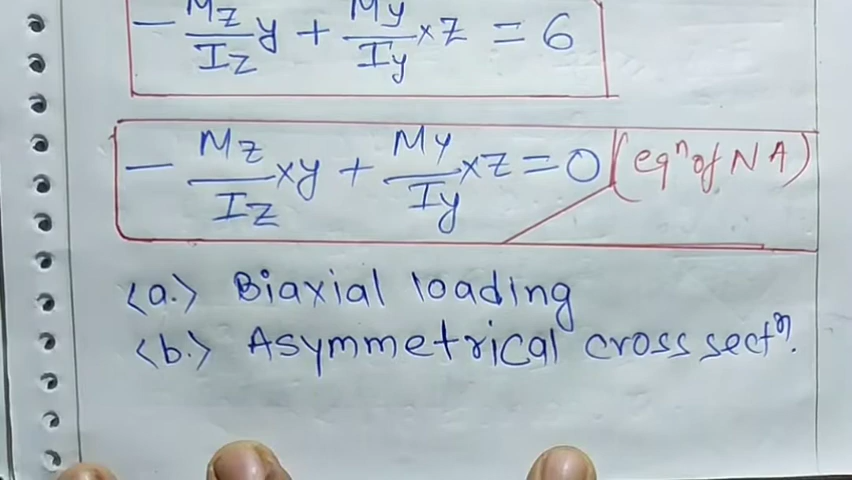 − Mz/Iz y + My/Iy × z = 6
− Mz/Iz × y + My/Iy × z = 0 (eqⁿ of NA)
<a.> Biaxial loading
<b.> Asymmetrical cross sectⁿ.